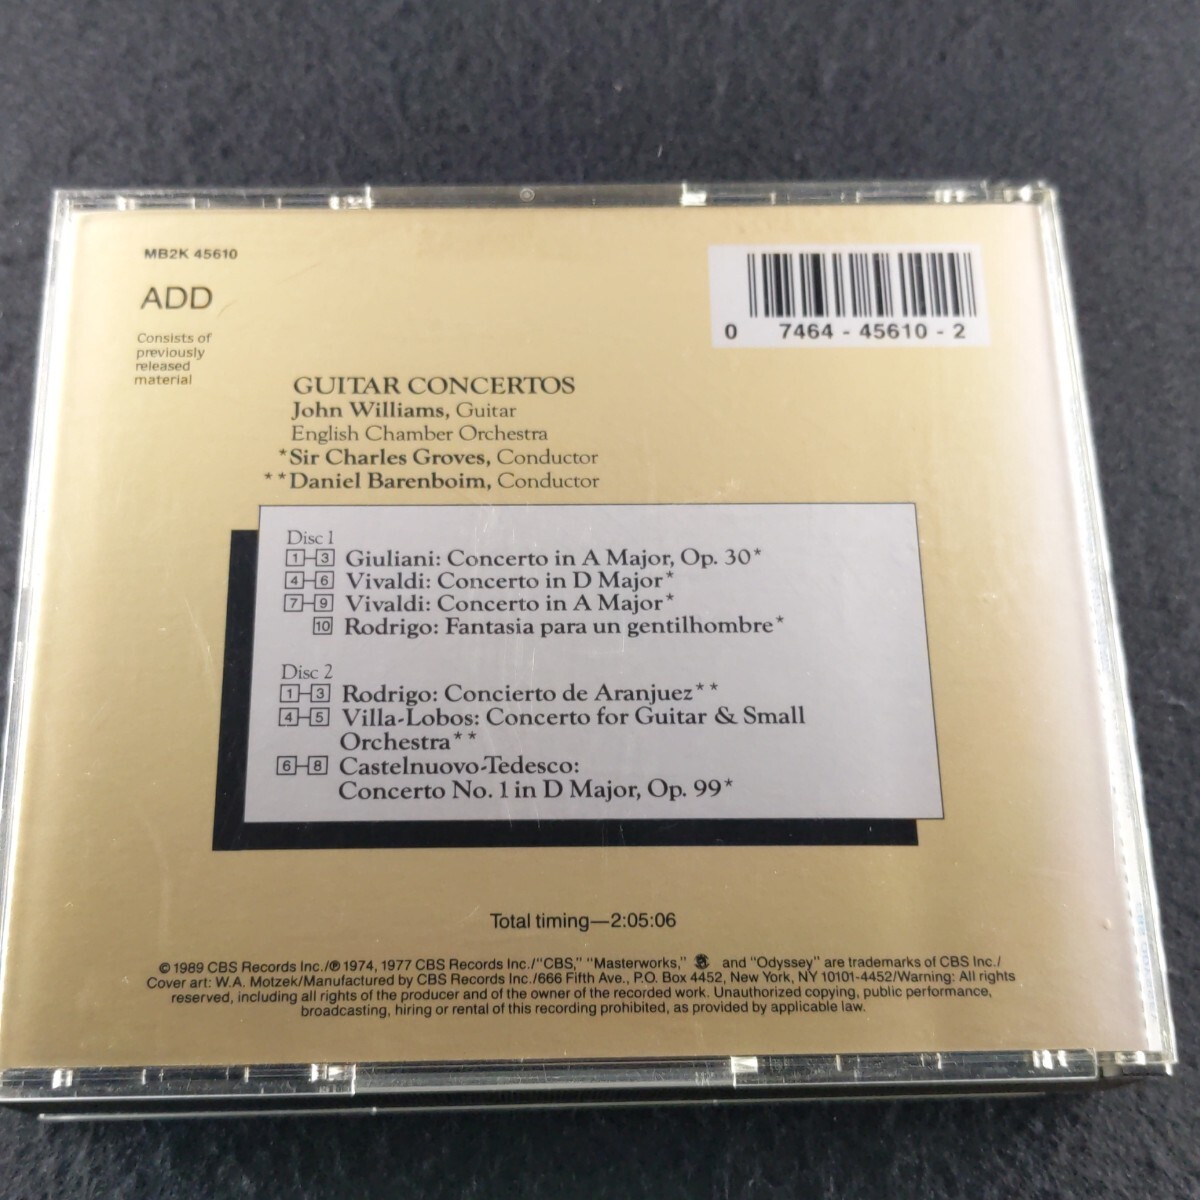 MB2K 45610
ADD
Consists of
previously
released
material
0 7464 - 45610 - 2
GUITAR CONCERTOS
John Williams, Guitar
English Chamber Orchestra
*Sir Charles Groves, Conductor
**Daniel Barenboim, Conductor
Disc 1
1-3 Giuliani: Concerto in A Major, Op. 30*
4-6 Vivaldi: Concerto in D Major*
7-9 Vivaldi: Concerto in A Major*
10 Rodrigo: Fantasia para un gentilhombre*
Disc 2
1-3 Rodrigo: Concierto de Aranjuez**
4-5 Villa-Lobos: Concerto for Guitar & Small
Orchestra**
6-8 Castelnuovo-Tedesco:
Concerto No. 1 in D Major, Op. 99*
Total timing—2:05:06
© 1989 CBS Records Inc./℗ 1974, 1977 CBS Records Inc./"CBS," "Masterworks," and "Odyssey" are trademarks of CBS Inc./
Cover art: W.A. Motzek/Manufactured by CBS Records Inc./666 Fifth Ave., P.O. Box 4452, New York, NY 10101-4452/Warning: All rights
reserved, including all rights of the producer and of the owner of the recorded work. Unauthorized copying, public performance,
broadcasting, hiring or rental of this recording prohibited, as provided by applicable law.